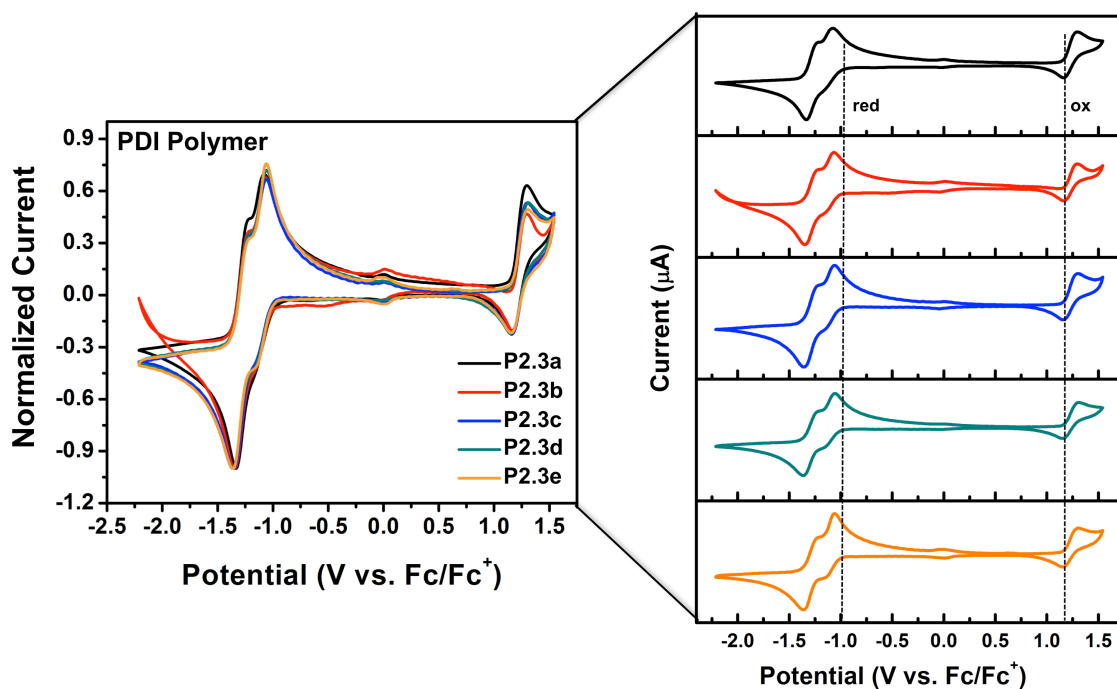 PDI Polymer
Normalized Current
0.9
0.6
0.3
0.0
-0.3
-0.6
-0.9
-1.2
P2.3a
P2.3b
P2.3c
P2.3d
P2.3e
-2.5 -2.0 -1.5 -1.0 -0.5 0.0 0.5 1.0 1.5
Potential (V vs. Fc/Fc⁺)
red
ox
Current (μA)
-2.0 -1.5 -1.0 -0.5 0.0 0.5 1.0 1.5
Potential (V vs. Fc/Fc⁺)